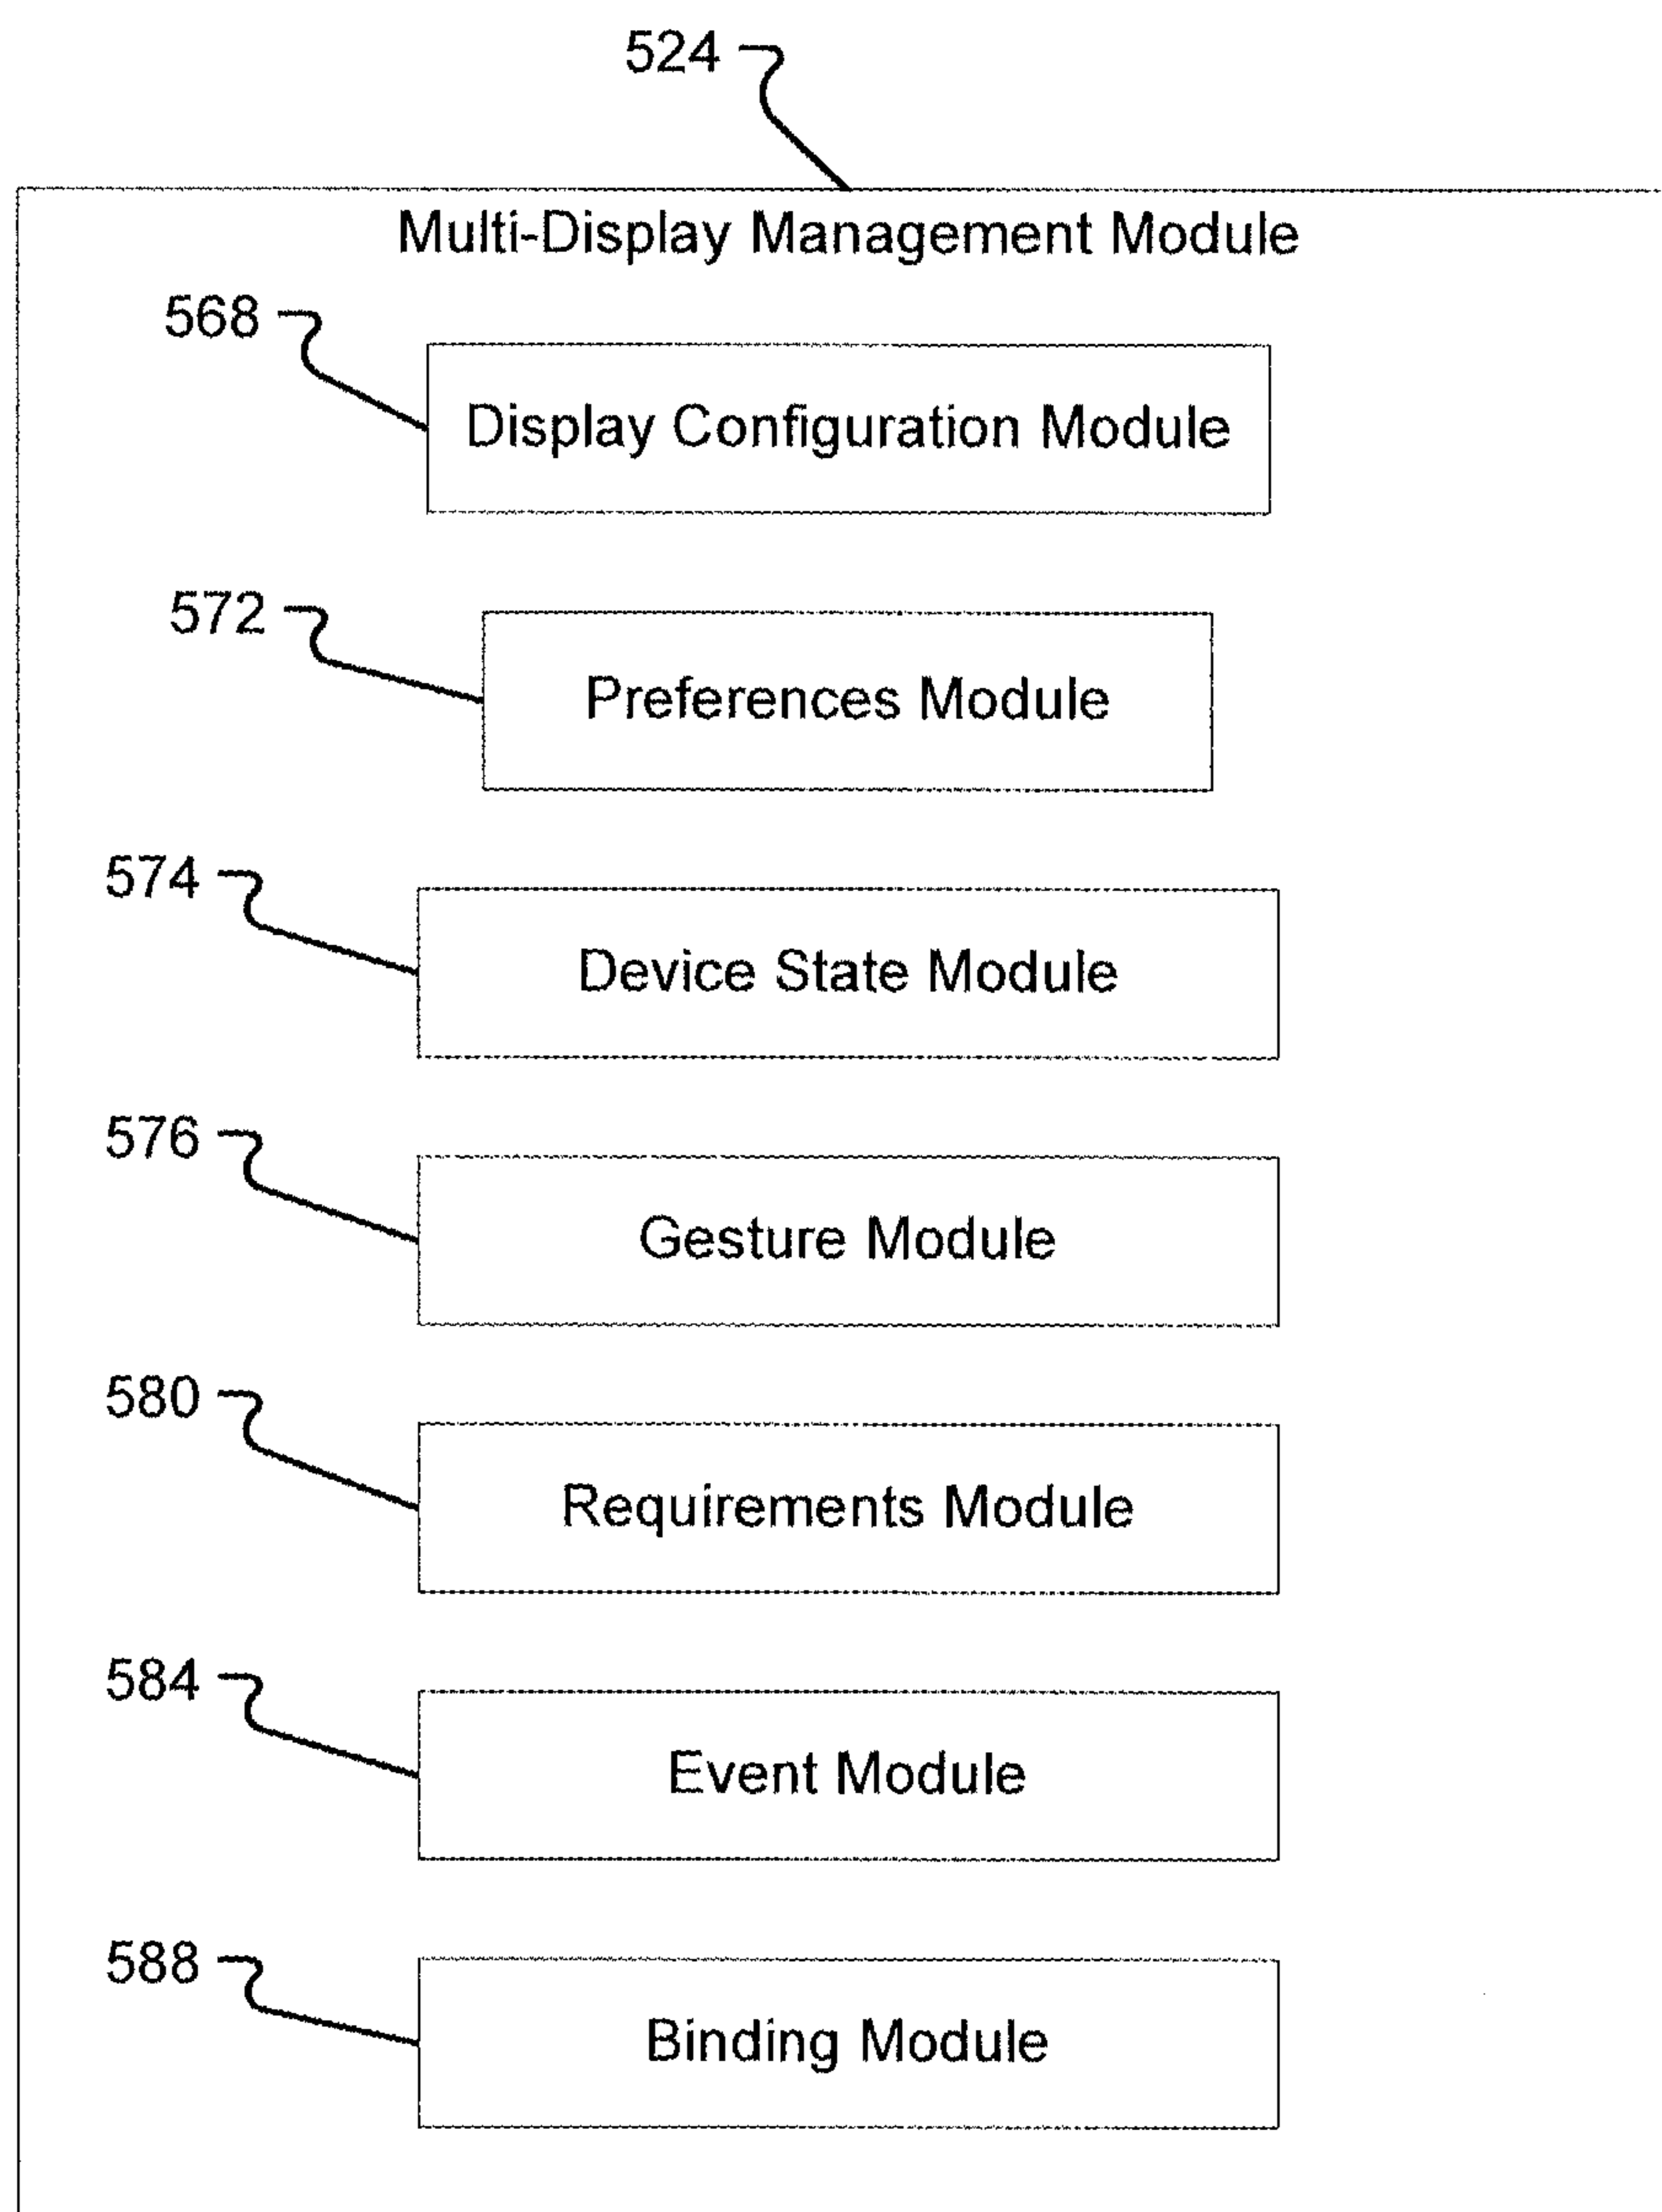 524
Multi-Display Management Module
568
Display Configuration Module
572
Preferences Module
574
Device State Module
576
Gesture Module
580
Requirements Module
584
Event Module
588
Binding Module